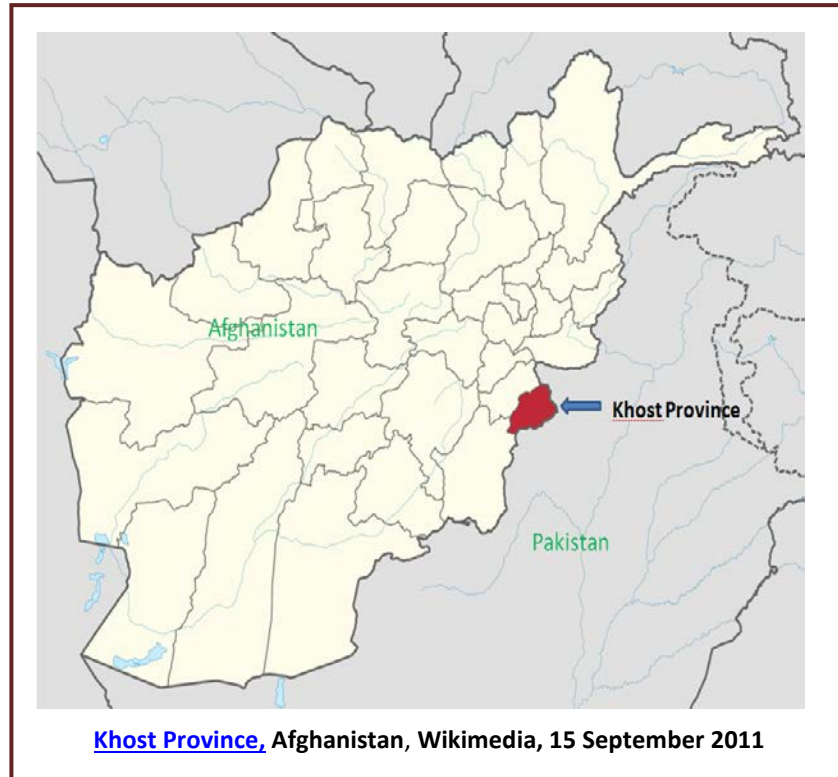 Afghanistan
Khost Province
Pakistan
Khost Province, Afghanistan, Wikimedia, 15 September 2011